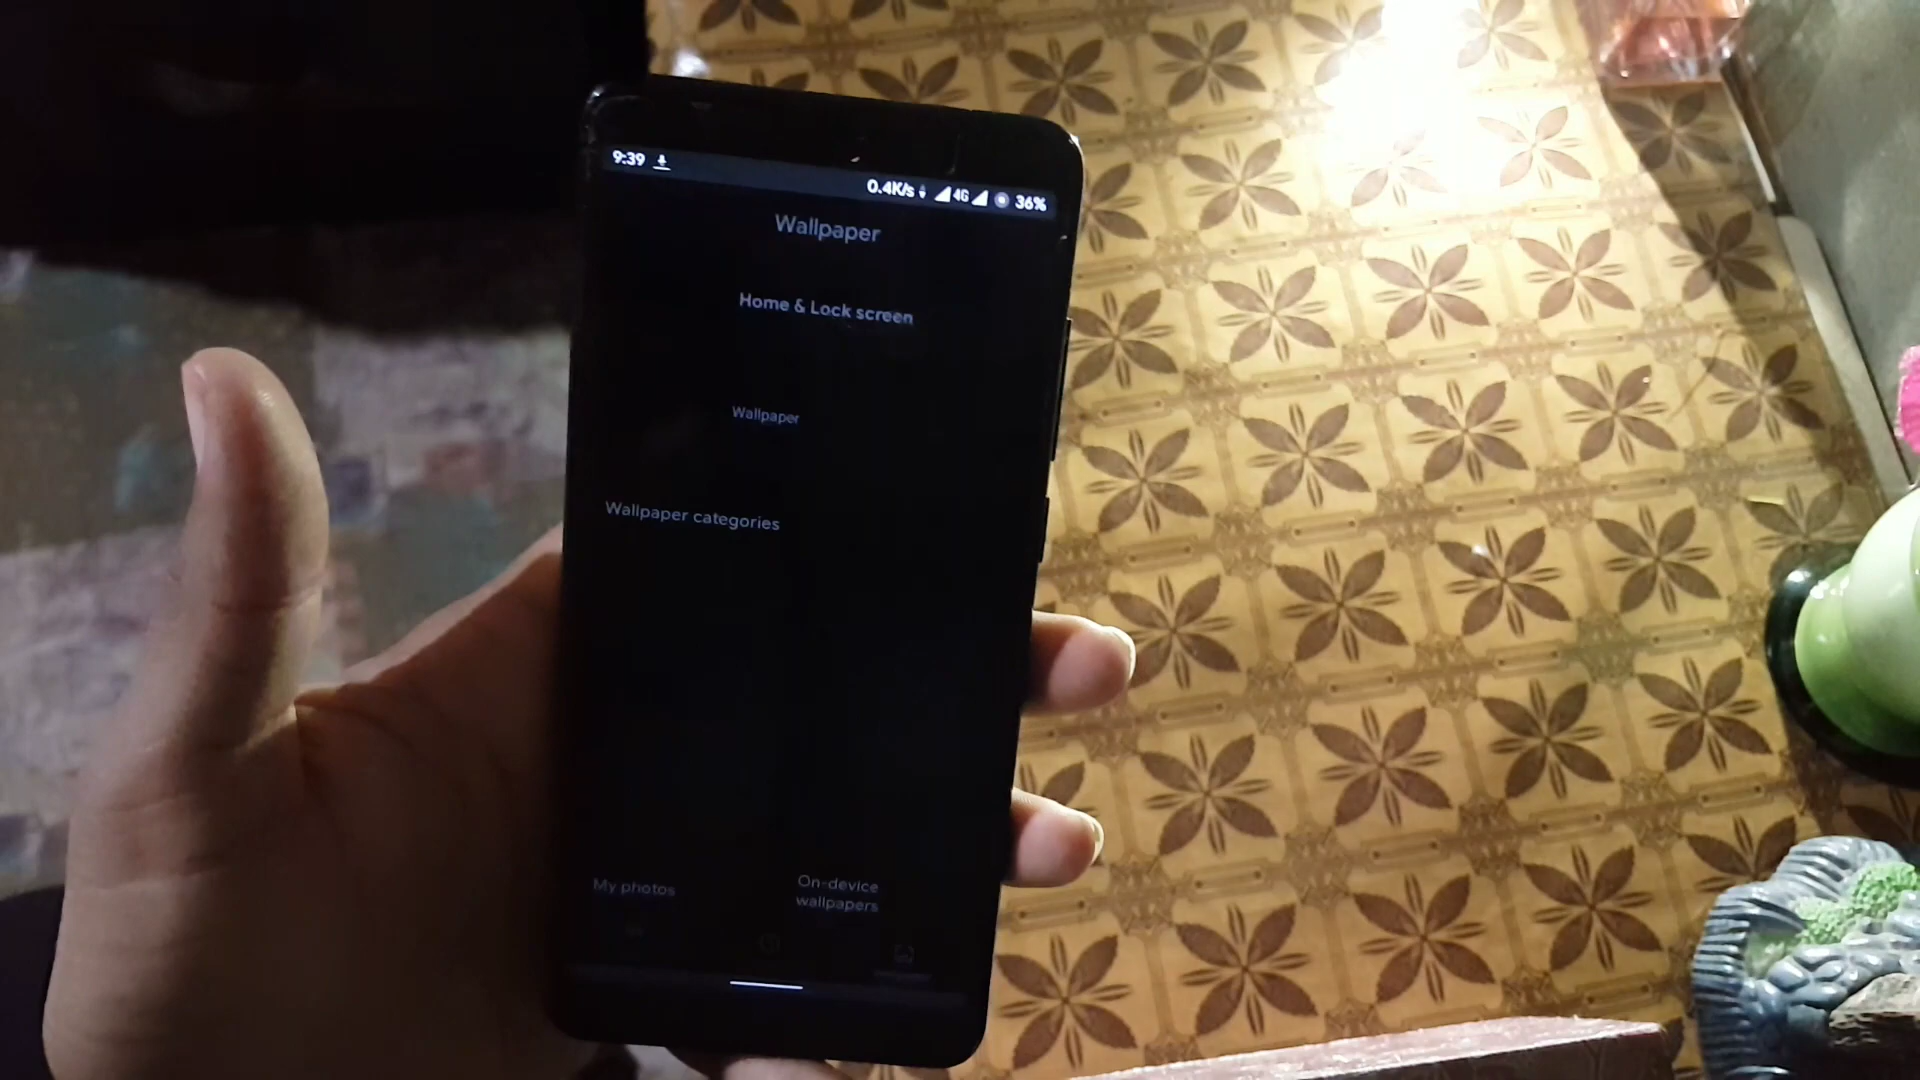 9:39
0.4K/s 4G 36%
Wallpaper
Home & Lock screen
Wallpaper
Wallpaper categories
My photos
On-device
wallpapers